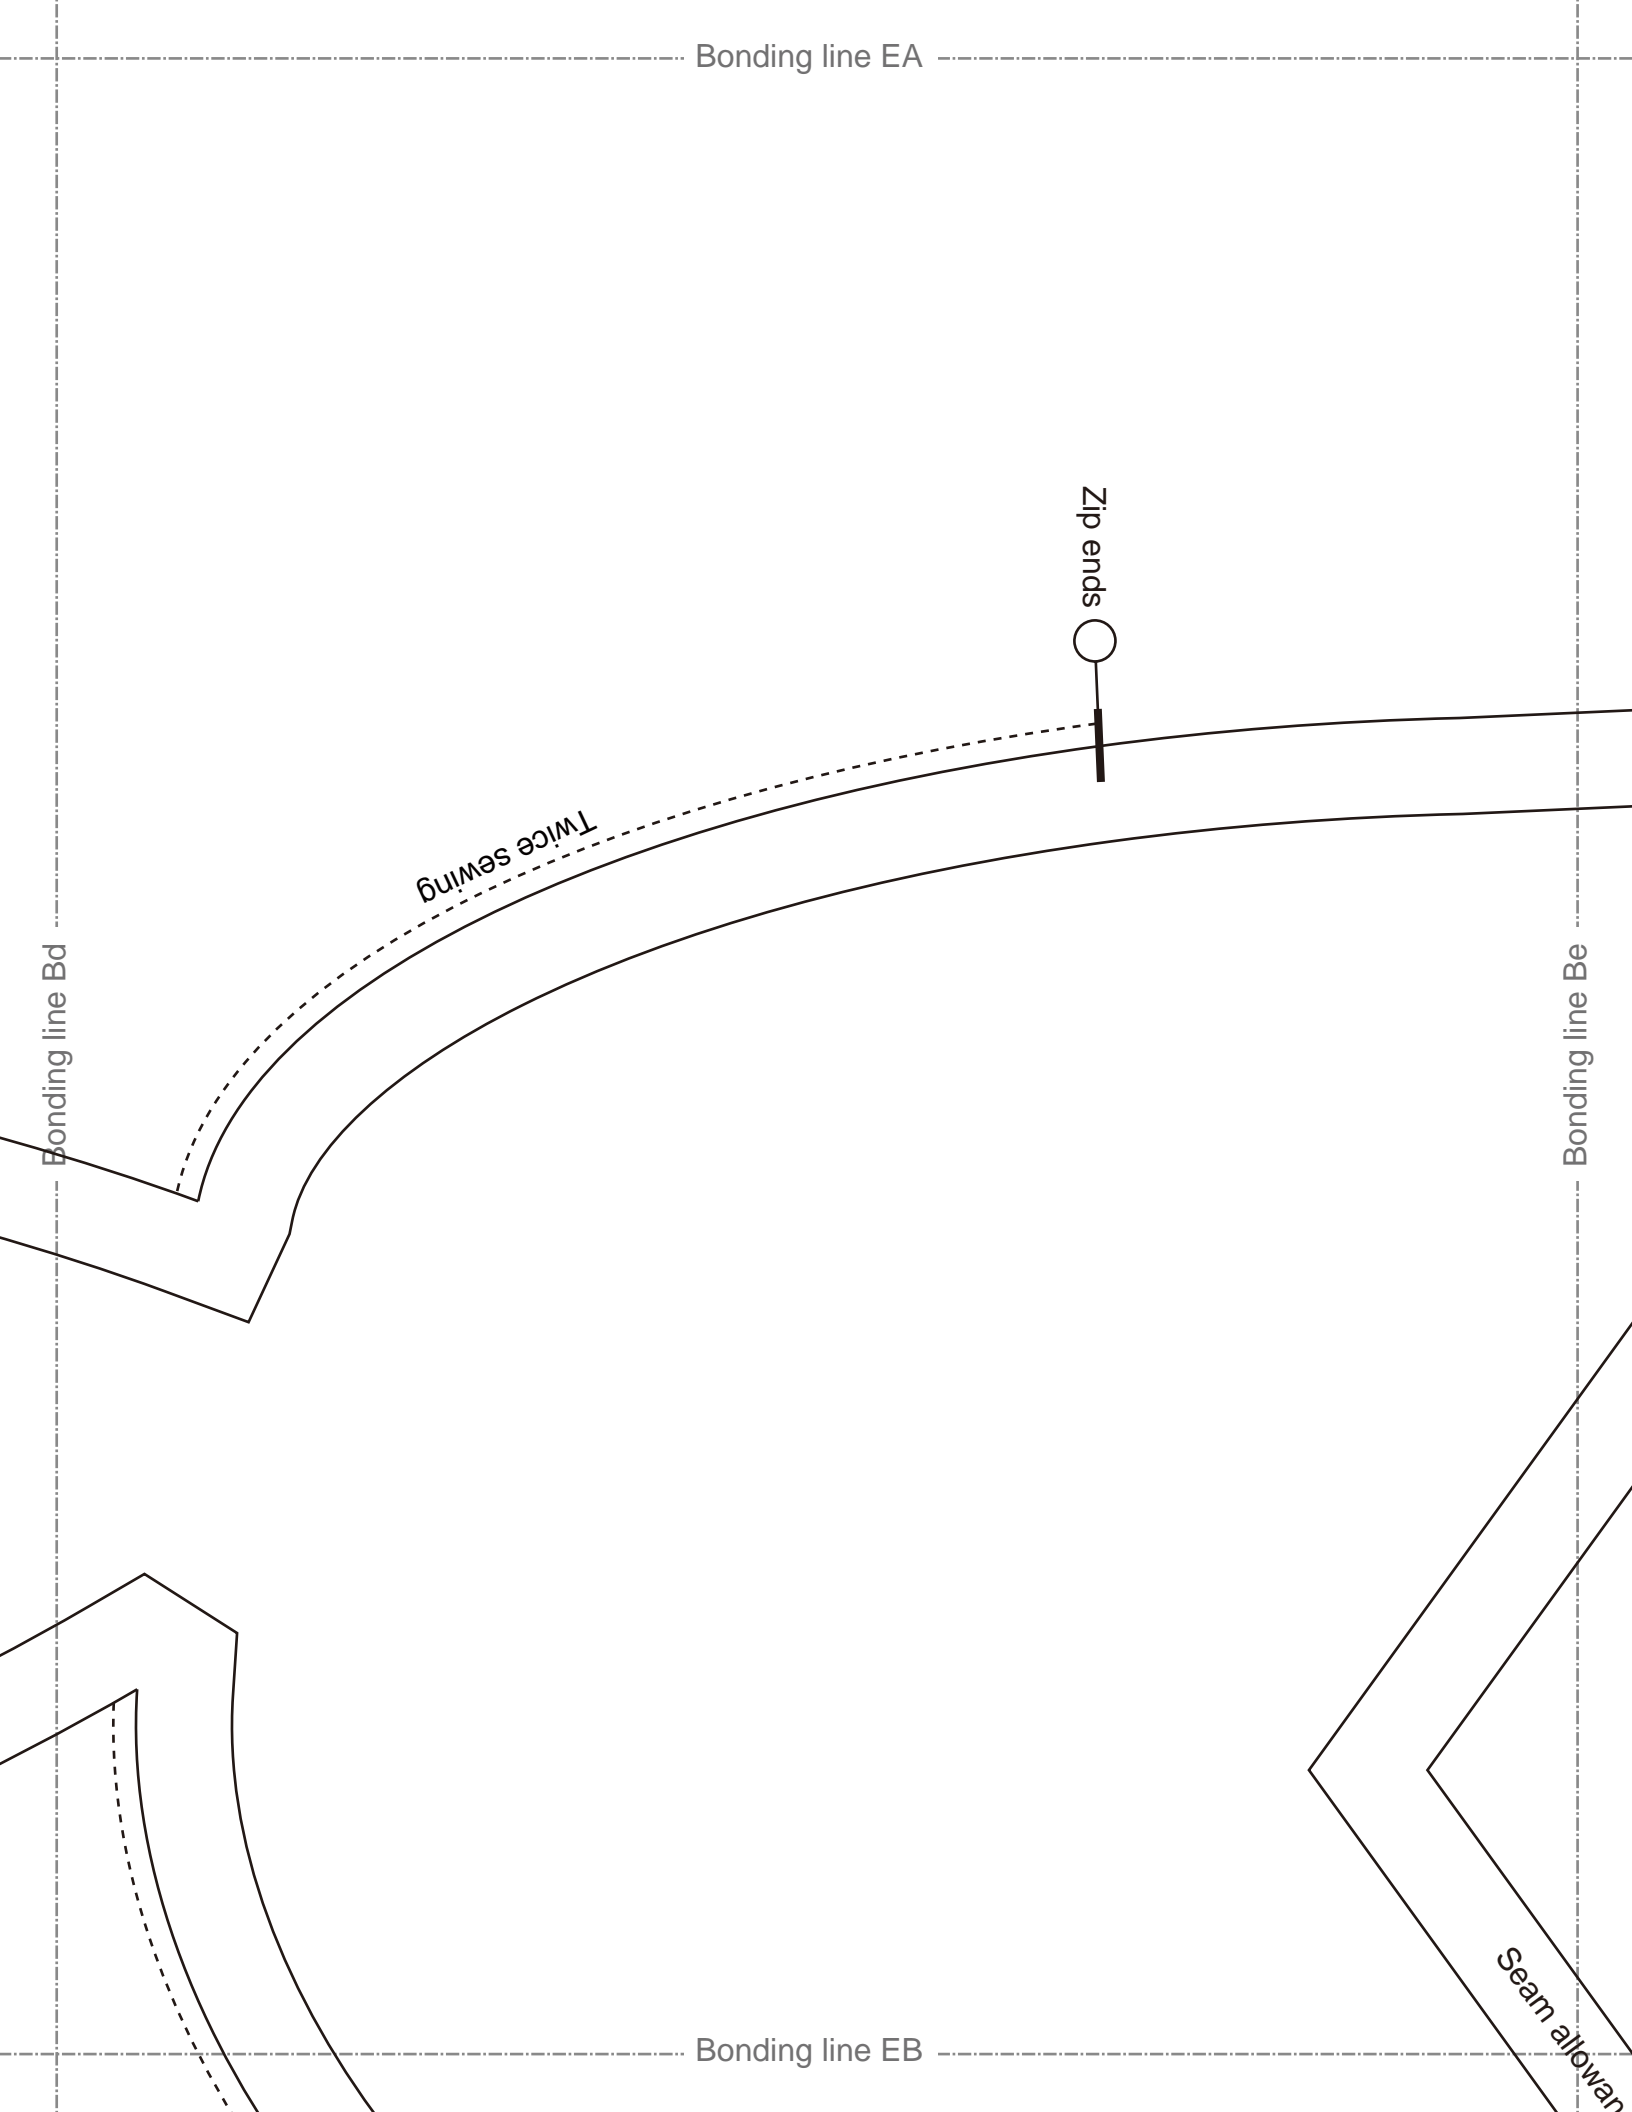 Bonding line EA
Zip ends
Twice sewing
Bonding line Bd
Bonding line Be
Seam allowan
Bonding line EB